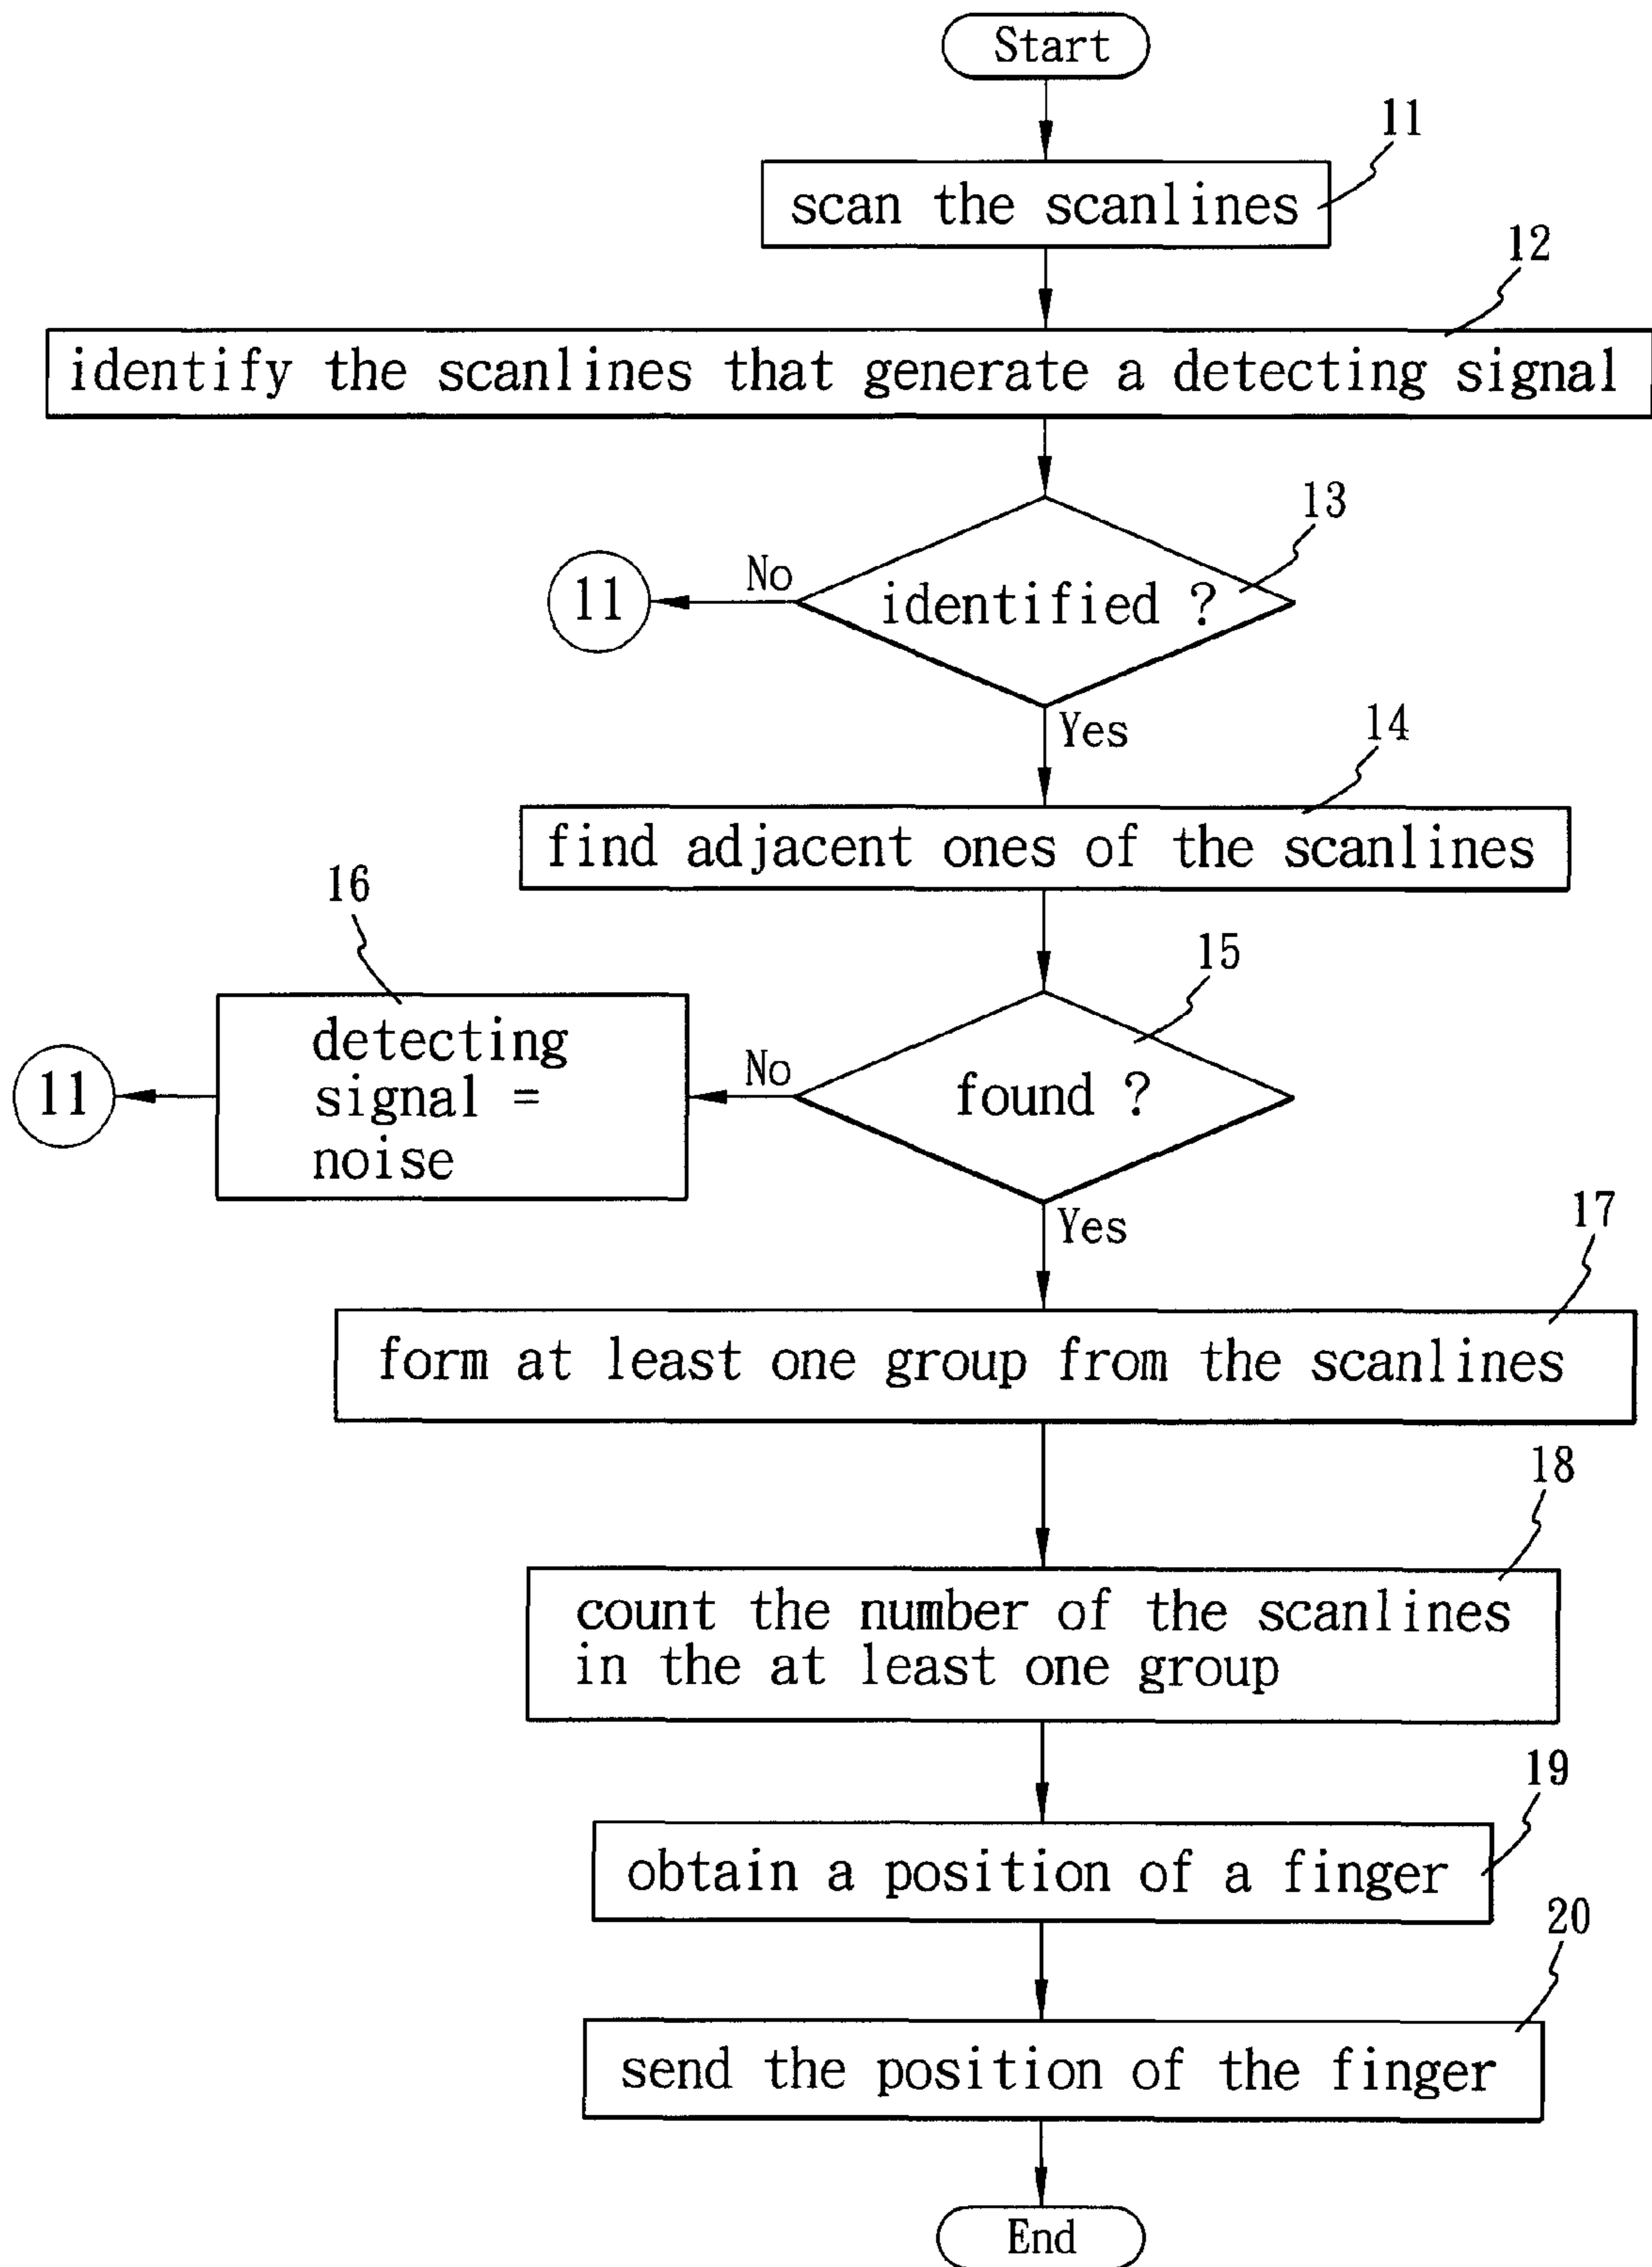 Start
11
scan the scanlines
12
identify the scanlines that generate a detecting signal
13
11
No
identified ?
Yes
14
find adjacent ones of the scanlines
16
15
11
detecting
signal =
noise
No
found ?
Yes
17
form at least one group from the scanlines
18
count the number of the scanlines
in the at least one group
19
obtain a position of a finger
20
send the position of the finger
End